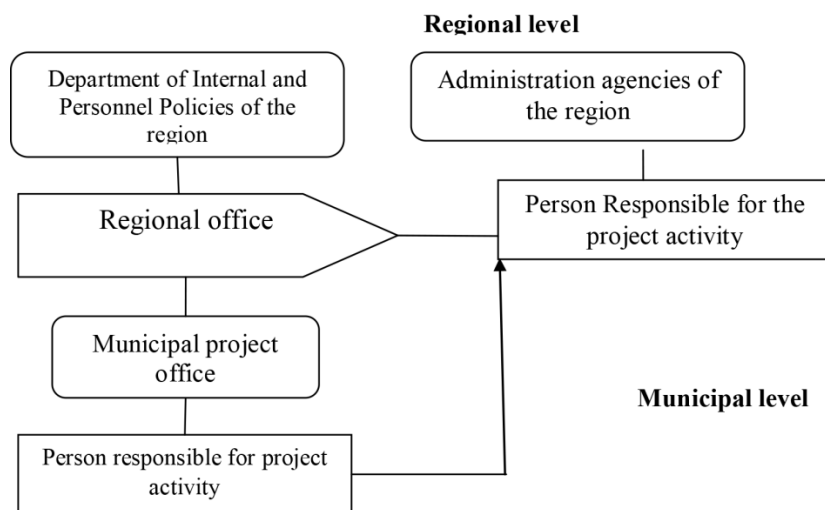 Regional level
Department of Internal and
Personnel Policies of the
region
Administration agencies of
the region
Regional office
Person Responsible for the
project activity
Municipal project
office
Municipal level
Person responsible for project
activity